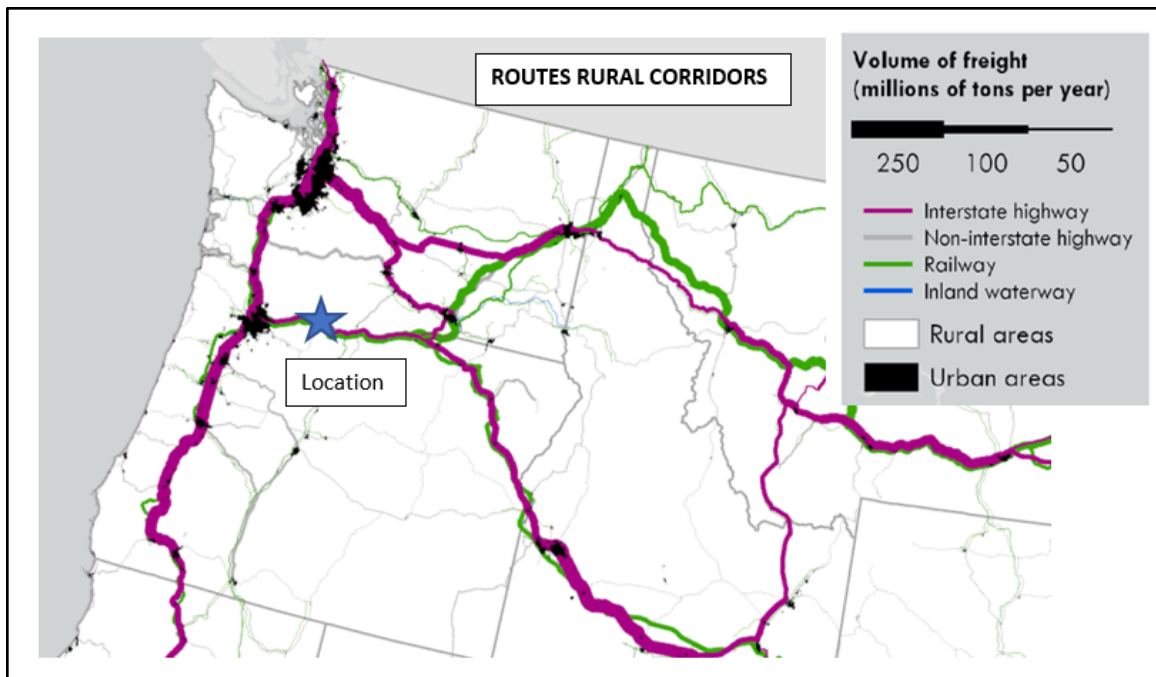 ROUTES RURAL CORRIDORS
Location
Volume of freight
(millions of tons per year)
250 100 50
Interstate highway
Non-interstate highway
Railway
Inland waterway
Rural areas
Urban areas